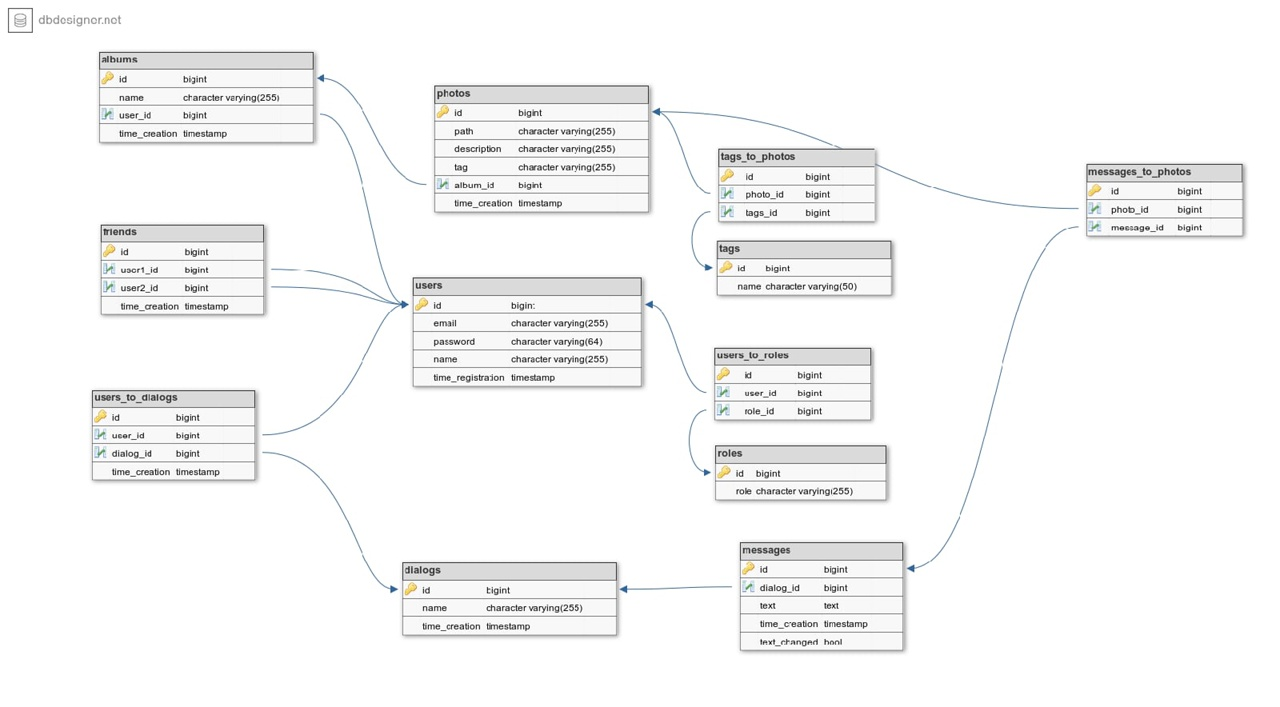 dbdesigner.net
albums
id bigint
name character varying(255)
user_id bigint
time_creation timestamp
photos
id bigint
path character varying(255)
description character varying(255)
tag character varying(255)
album_id bigint
time_creation timestamp
tags_to_photos
id bigint
photo_id bigint
tags_id bigint
messages_to_photos
id bigint
photo_id bigint
message_id bigint
friends
id bigint
user1_id bigint
user2_id bigint
time_creation timestamp
tags
id bigint
name character varying(50)
users
id bigint
email character varying(255)
password character varying(64)
name character varying(255)
time_registration timestamp
users_to_roles
id bigint
user_id bigint
role_id bigint
users_to_dialogs
id bigint
user_id bigint
dialog_id bigint
time_creation timestamp
roles
id bigint
role character varying(255)
dialogs
id bigint
name character varying(255)
time_creation timestamp
messages
id bigint
dialog_id bigint
text text
time_creation timestamp
text_changed bool